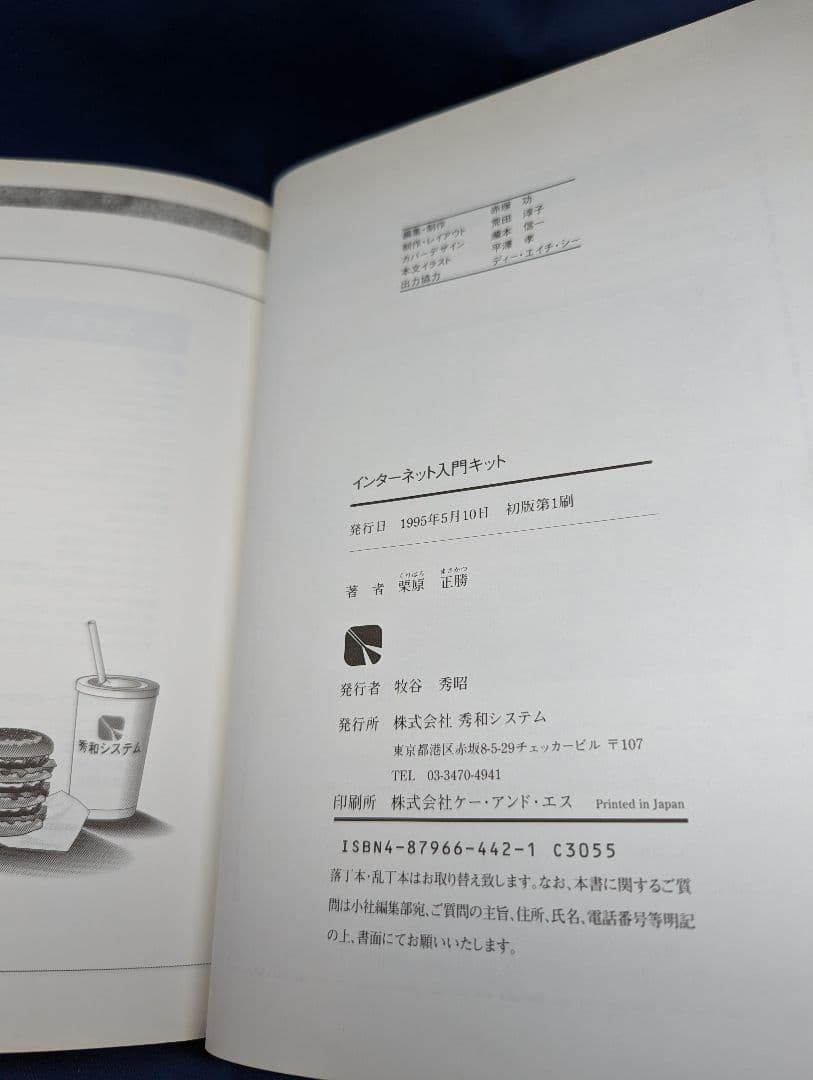 秀和システム
編集・制作 赤塚 功
制作・レイアウト 荒田 淳子
カバーデザイン 瀧本 信一
本文イラスト 平澤 孝
出力協力 ディー・エイチ・シー
インターネット入門キット
発行日 1995年5月10日 初版第1刷
くりばら まさかつ
著 者 栗原 正勝
発行者 牧谷 秀昭
発行所 株式会社 秀和システム
東京都港区赤坂8-5-29チェッカービル 〒107
TEL 03-3470-4941
印刷所 株式会社ケー・アンド・エス Printed in Japan
ISBN4-87966-442-1 C3055
落丁本・乱丁本はお取り替え致します。なお、本書に関するご質
問は小社編集部宛、ご質問の主旨、住所、氏名、電話番号等明記
の上、書面にてお願いいたします。